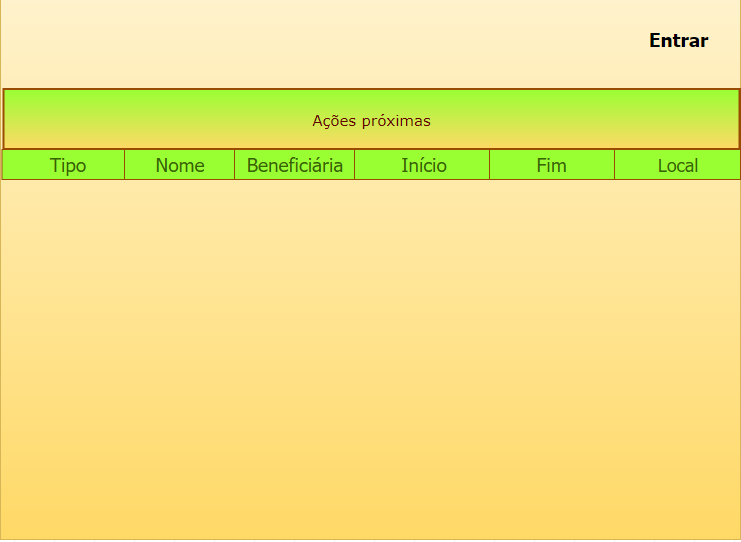 Entrar
Ações próximas
Tipo Nome Beneficiária Início Fim Local